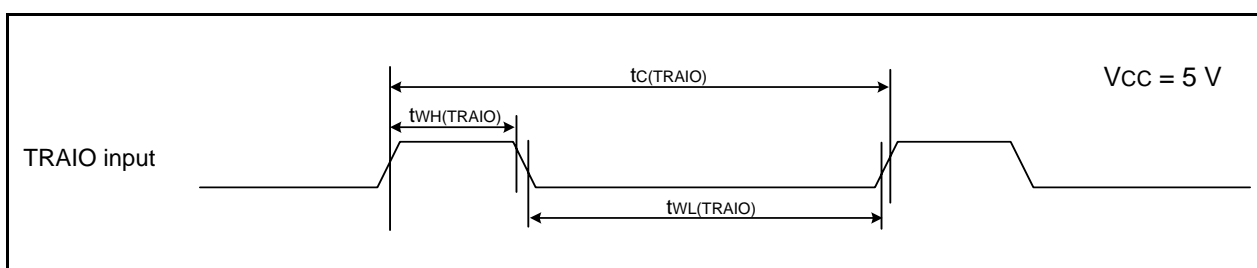 tC(TRAIO)
VCC = 5 V
tWH(TRAIO)
TRAIO input
tWL(TRAIO)